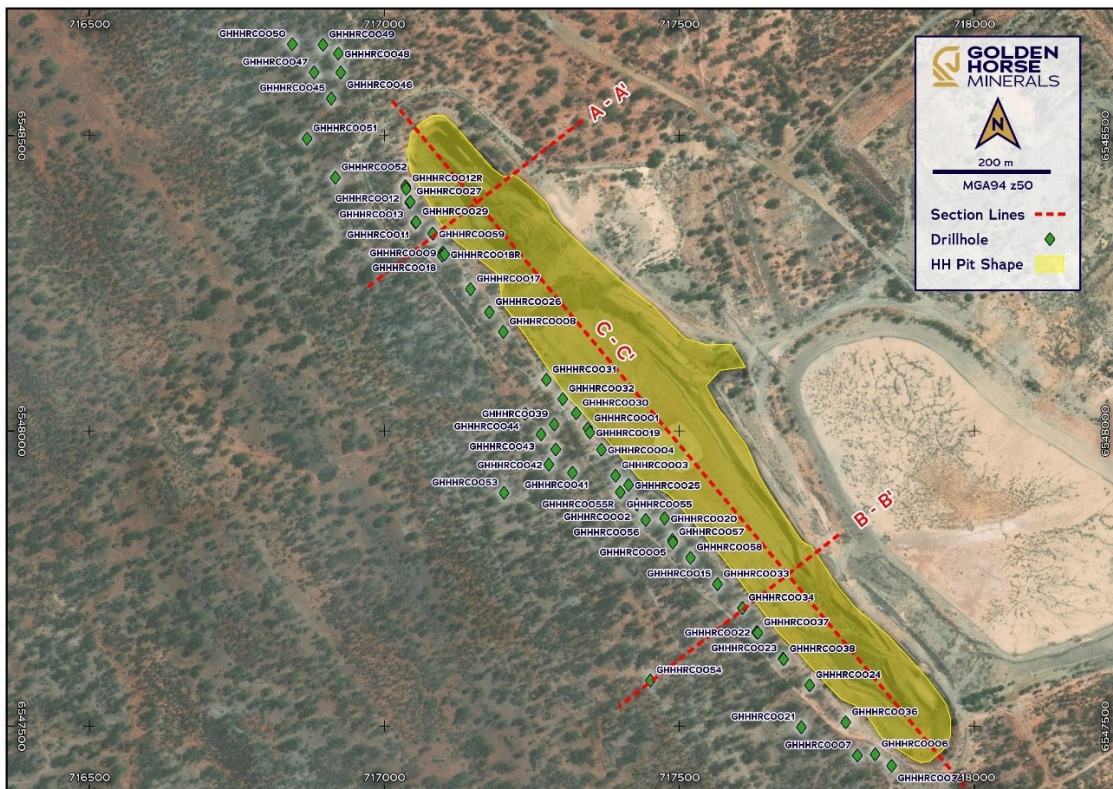 716500
717000
717500
718000
GHHHRC0050
GHHHRC0049
GHHHRC0048
GHHHRC0047
GHHHRC0046
GHHHRC0045
GHHHRC0051
A - A'
6548500
6548500
GOLDEN
HORSE
MINERALS
N
200 m
MGA94 z50
Section Lines
Drillhole
HH Pit Shape
GHHHRC0052
GHHHRC0012R
GHHHRC0027
GHHHRC0012
GHHHRC0029
GHHHRC0013
GHHHRC0011
GHHHRC0059
GHHHRC0009
GHHHRC0018R
GHHHRC0018
GHHHRC0017
GHHHRC0026
GHHHRC0008
C - C'
GHHHRC0031
GHHHRC0032
GHHHRC0030
GHHHRC0039
GHHHRC0001
GHHHRC0044
GHHHRC0019
6548000
6548000
GHHHRC0043
GHHHRC0004
GHHHRC0042
GHHHRC0003
GHHHRC0053
GHHHRC0041
GHHHRC0025
GHHHRC0055R
GHHHRC0055
GHHHRC0002
GHHHRC0020
GHHHRC0056
GHHHRC0057
B - B'
GHHHRC0005
GHHHRC0058
GHHHRC0015
GHHHRC0033
GHHHRC0034
GHHHRC0037
GHHHRC0022
GHHHRC0023
GHHHRC0038
GHHHRC0054
GHHHRC0024
GHHHRC0021
GHHHRC0036
6547500
6547500
GHHHRC0007
GHHHRC0006
716500
717000
717500
718000